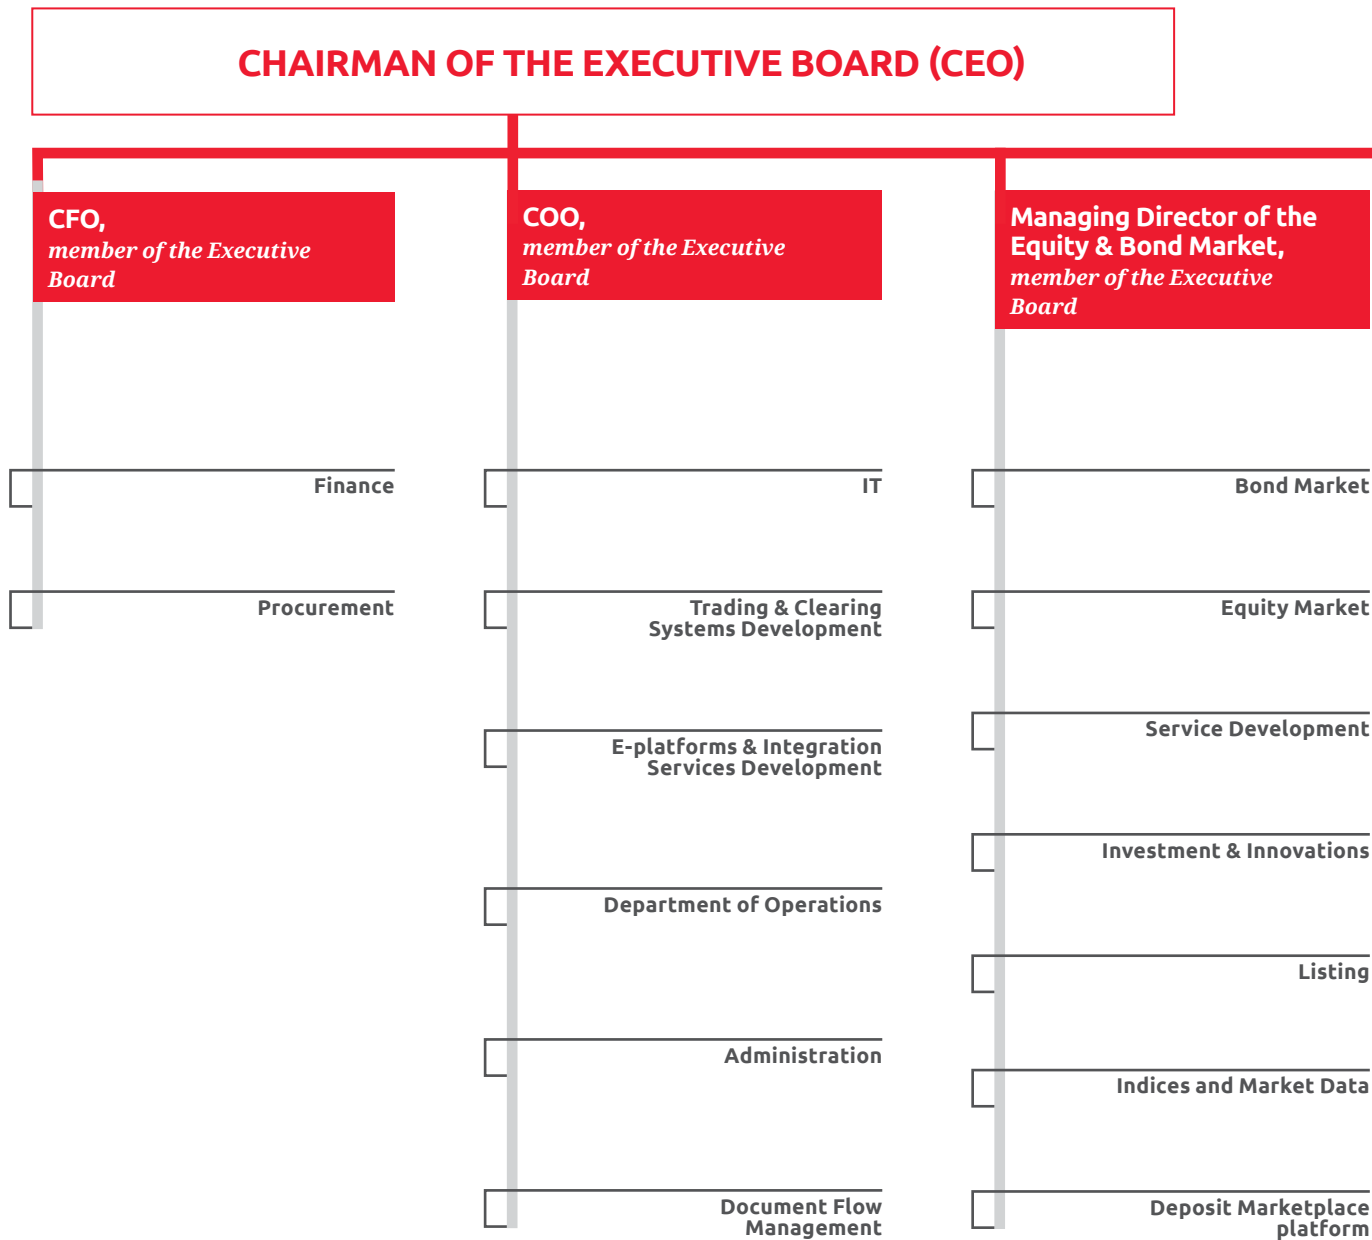 CHAIRMAN OF THE EXECUTIVE BOARD (CEO)
CFO,
member of the Executive
Board
Finance
Procurement
COO,
member of the Executive
Board
IT
Trading & Clearing
Systems Development
E-platforms & Integration
Services Development
Department of Operations
Administration
Document Flow
Management
Managing Director of the
Equity & Bond Market,
member of the Executive
Board
Bond Market
Equity Market
Service Development
Investment & Innovations
Listing
Indices and Market Data
Deposit Marketplace
platform